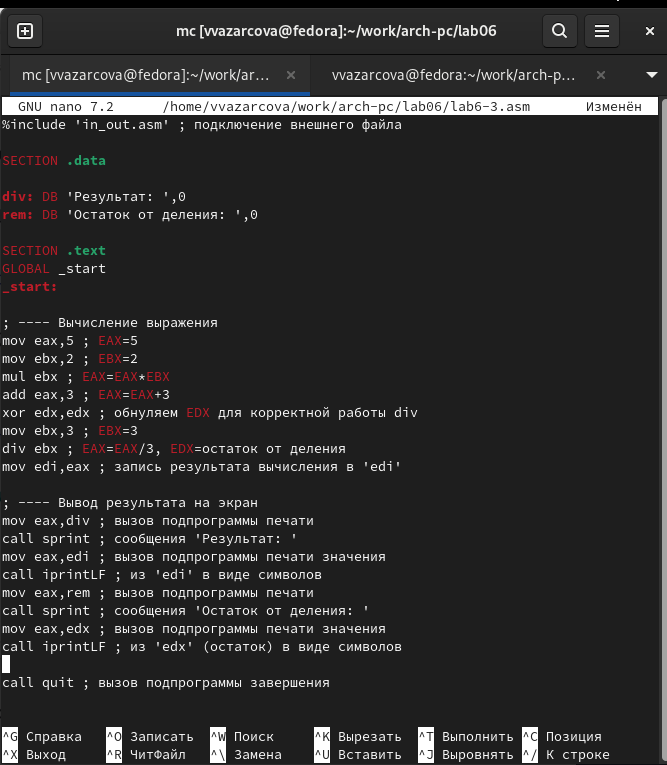 mc [vvazarcova@fedora]:~/work/arch-pc/lab06
mc [vvazarcova@fedora]:~/work/ar...
vvazarcova@fedora:~/work/arch-p...
GNU nano 7.2 /home/vvazarcova/work/arch-pc/lab06/lab6-3.asm Изменён
%include 'in_out.asm' ; подключение внешнего файла
SECTION .data
div: DB 'Результат: ',0
rem: DB 'Остаток от деления: ',0
SECTION .text
GLOBAL _start
_start:
; ---- Вычисление выражения
mov eax,5 ; EAX=5
mov ebx,2 ; EBX=2
mul ebx ; EAX=EAX*EBX
add eax,3 ; EAX=EAX+3
xor edx,edx ; обнуляем EDX для корректной работы div
mov ebx,3 ; EBX=3
div ebx ; EAX=EAX/3, EDX=остаток от деления
mov edi,eax ; запись результата вычисления в 'edi'
; ---- Вывод результата на экран
mov eax,div ; вызов подпрограммы печати
call sprint ; сообщения 'Результат: '
mov eax,edi ; вызов подпрограммы печати значения
call iprintLF ; из 'edi' в виде символов
mov eax,rem ; вызов подпрограммы печати
call sprint ; сообщения 'Остаток от деления: '
mov eax,edx ; вызов подпрограммы печати значения
call iprintLF ; из 'edx' (остаток) в виде символов
call quit ; вызов подпрограммы завершения
^G Справка ^O Записать ^W Поиск ^K Вырезать ^T Выполнить ^C Позиция
^X Выход ^R ЧитФайл ^\ Замена ^U Вставить ^J Выровнять ^/ К строке